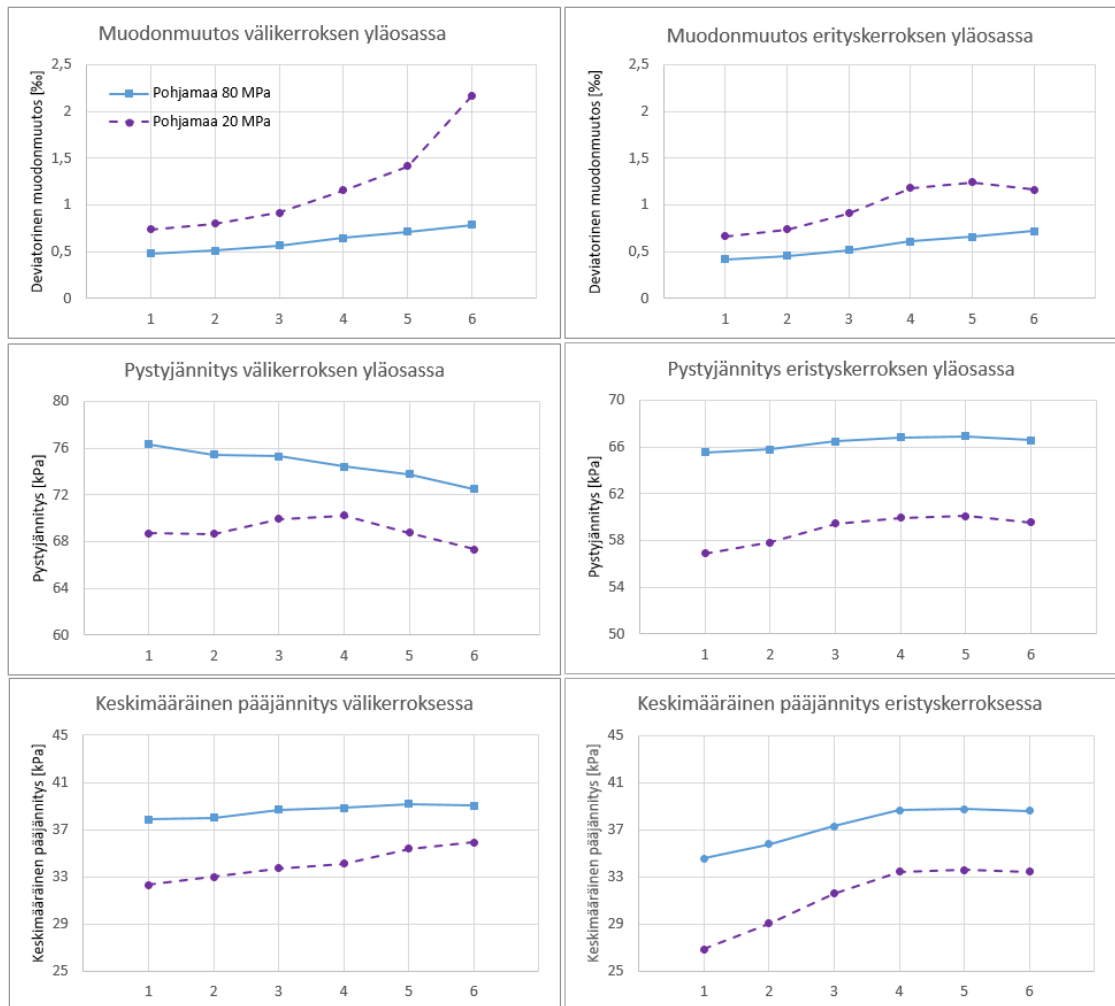 Muodonmuutos välikerroksen yläosassa
Deviatorinen muodonmuutos [‰]
2,5
2
1,5
1
0,5
0
Pohjamaa 80 MPa
Pohjamaa 20 MPa
1 2 3 4 5 6
Muodonmuutos erityskerroksen yläosassa
Deviatorinen muodonmuutos [‰]
2,5
2
1,5
1
0,5
0
1 2 3 4 5 6
Pystyjännitys välikerroksen yläosassa
Pystyjännitys [kPa]
80
76
72
68
64
60
1 2 3 4 5 6
Pystyjännitys eristyskerroksen yläosassa
Pystyjännitys [kPa]
70
66
62
58
54
50
1 2 3 4 5 6
Keskimääräinen pääjännitys välikerroksessa
Keskimääräinen pääjännitys [kPa]
45
41
37
33
29
25
1 2 3 4 5 6
Keskimääräinen pääjännitys eristyskerroksessa
Keskimääräinen pääjännitys [kPa]
45
41
37
33
29
25
1 2 3 4 5 6